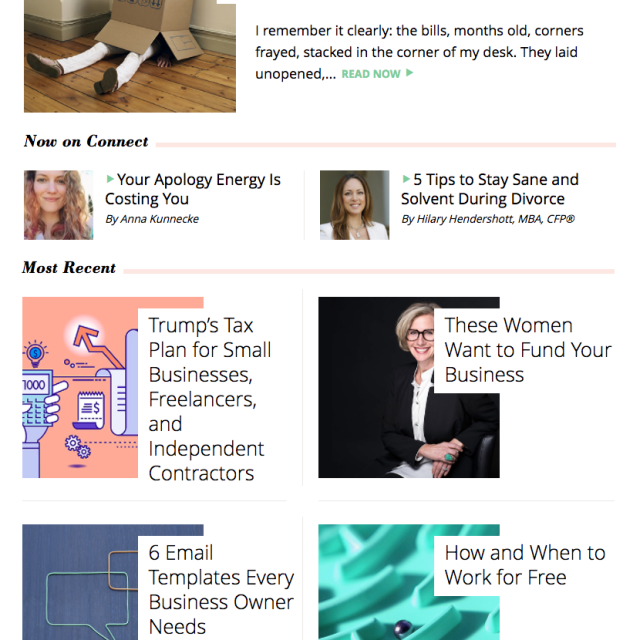 I remember it clearly: the bills, months old, corners
frayed, stacked in the corner of my desk. They laid
unopened,... READ NOW
Now on Connect
Your Apology Energy Is
Costing You
By Anna Kunnecke
5 Tips to Stay Sane and
Solvent During Divorce
By Hilary Hendershott, MBA, CFP®
Most Recent
1000
$
Trump's Tax
Plan for Small
Businesses,
Freelancers,
and
Independent
Contractors
These Women
Want to Fund Your
Business
6 Email
Templates Every
Business Owner
Needs
How and When to
Work for Free